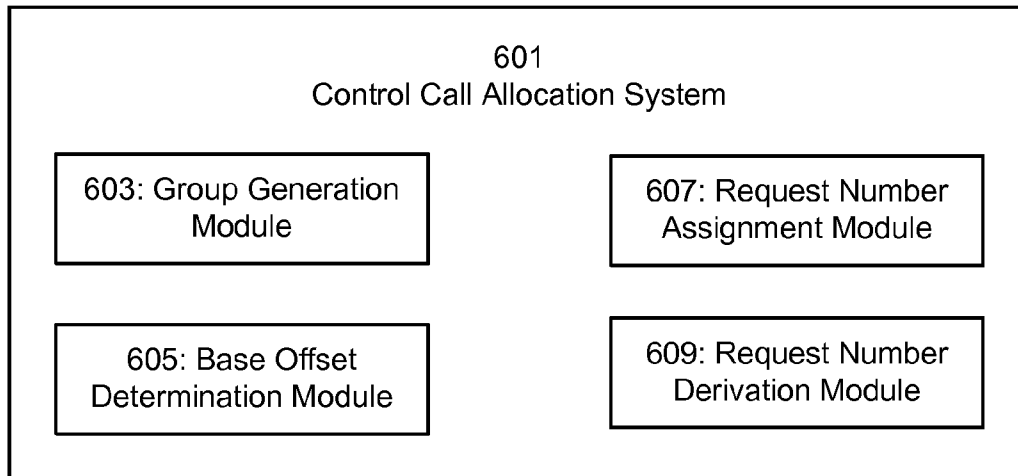 601
Control Call Allocation System
603: Group Generation
Module
607: Request Number
Assignment Module
605: Base Offset
Determination Module
609: Request Number
Derivation Module